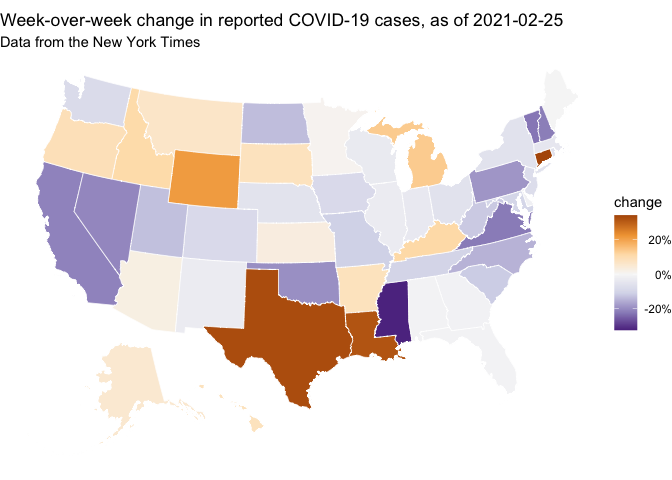 Week-over-week change in reported COVID-19 cases, as of 2021-02-25
Data from the New York Times
change
20%
0%
-20%